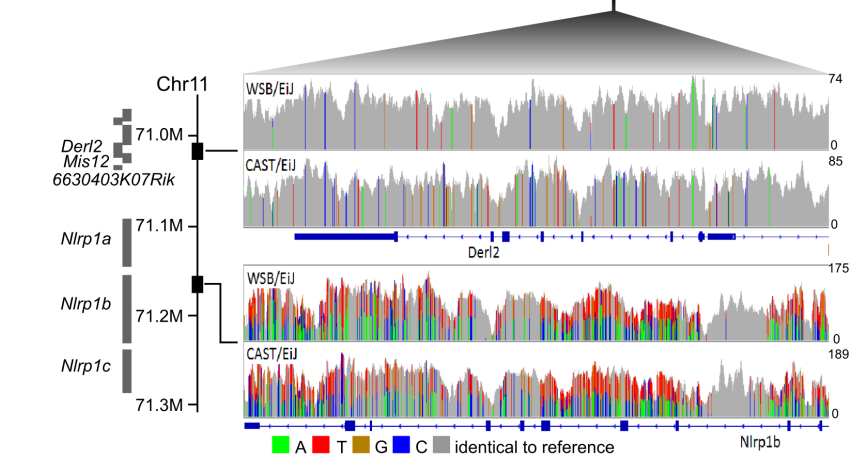 Chr11
71.0M
71.1M
71.2M
71.3M
Derl2
Mis12
6630403K07Rik
Nlrp1a
Nlrp1b
Nlrp1c
WSB/EiJ
74
0
CAST/EiJ
85
0
Derl2
WSB/EiJ
175
0
CAST/EiJ
189
0
Nlrp1b
A T G C identical to reference